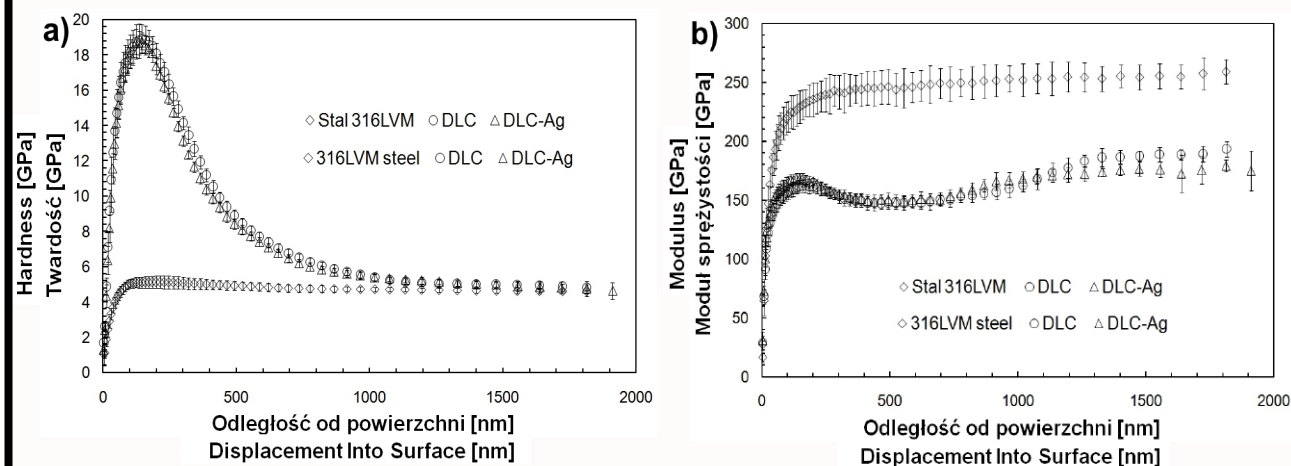 a)
20
18
16
14
12
10
8
6
4
2
0
Hardness [GPa]
Twardość [GPa]
◇ Stal 316LVM ○ DLC △ DLC-Ag
◇ 316LVM steel ○ DLC △ DLC-Ag
0 500 1000 1500 2000
Odległość od powierzchni [nm]
Displacement Into Surface [nm]
b)
300
250
200
150
100
50
0
Modulus [GPa]
Moduł sprężystości [GPa]
◇ Stal 316LVM ○ DLC △ DLC-Ag
◇ 316LVM steel ○ DLC △ DLC-Ag
0 500 1000 1500 2000
Odległość od powierzchni [nm]
Displacement Into Surface [nm]